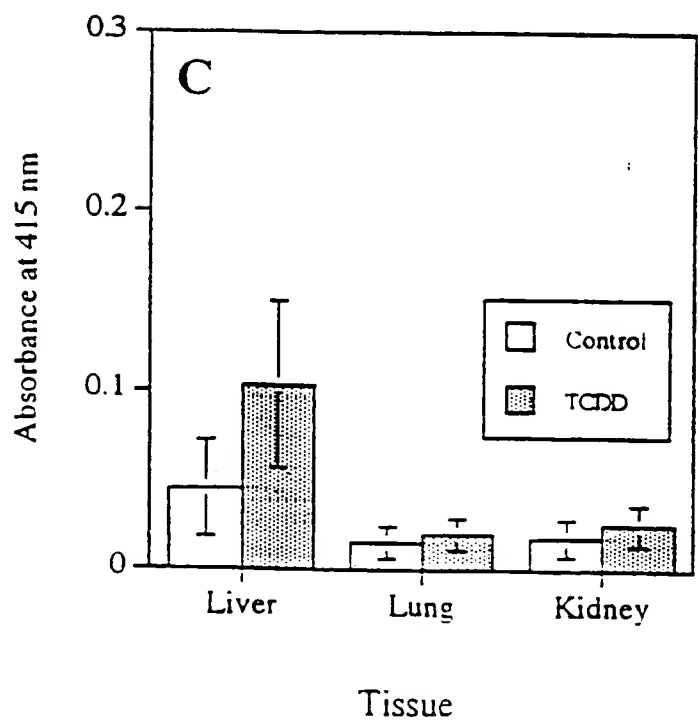 C
Absorbance at 415 nm
0.3
0.2
0.1
0
Control
TCDD
Liver Lung Kidney
Tissue